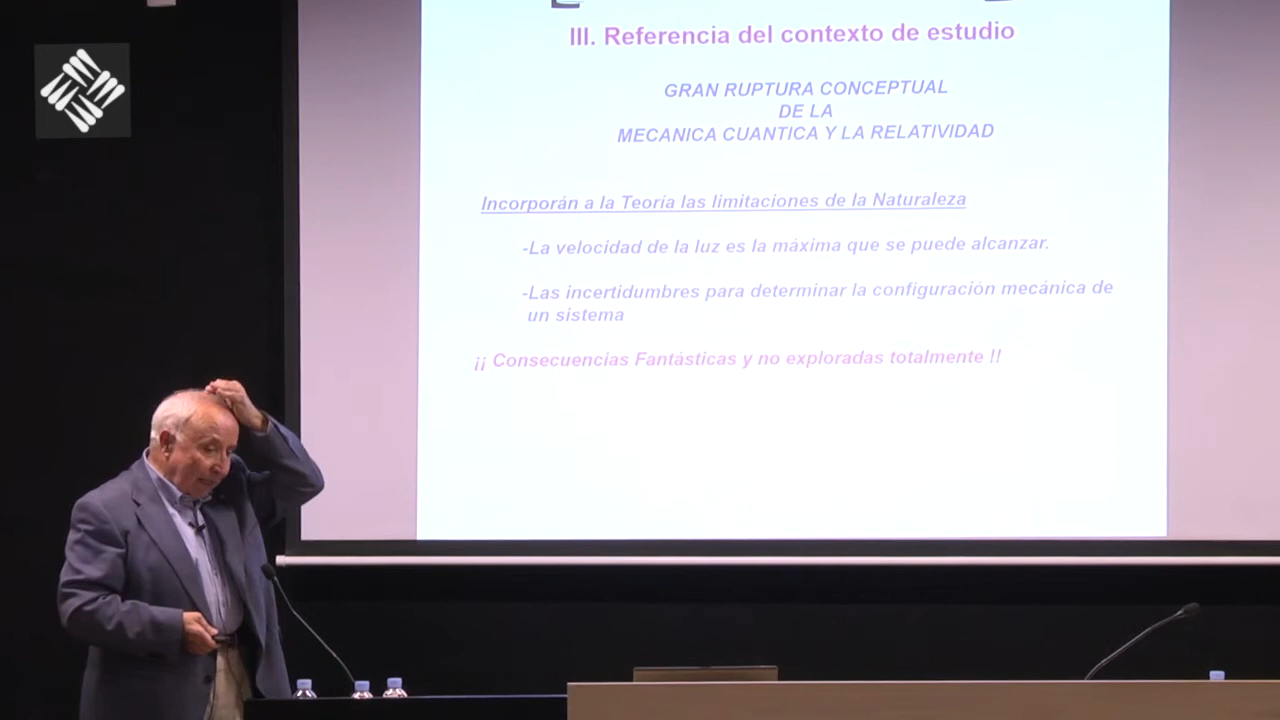 III. Referencia del contexto de estudio
GRAN RUPTURA CONCEPTUAL
DE LA
MECANICA CUANTICA Y LA RELATIVIDAD
Incorporán a la Teoría las limitaciones de la Naturaleza
-La velocidad de la luz es la máxima que se puede alcanzar.
-Las incertidumbres para determinar la configuración mecánica de
un sistema
¡¡ Consecuencias Fantásticas y no exploradas totalmente !!